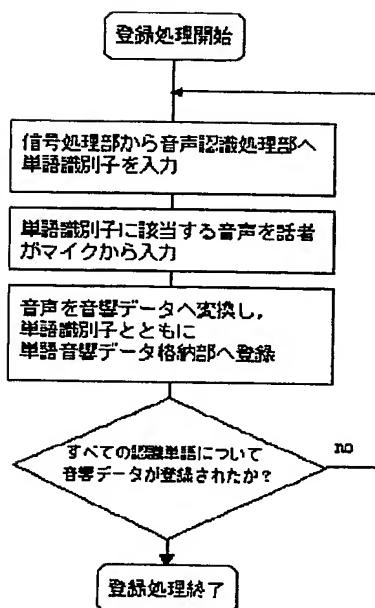 登録処理開始
信号処理部から音声認識処理部へ
単語識別子を入力
単語識別子に該当する音声を話者
がマイクから入力
音声を音響データへ変換し,
単語識別子とともに
単語音響データ格納部へ登録
すべての認識単語について
音響データが登録されたか？
no
登録処理終了